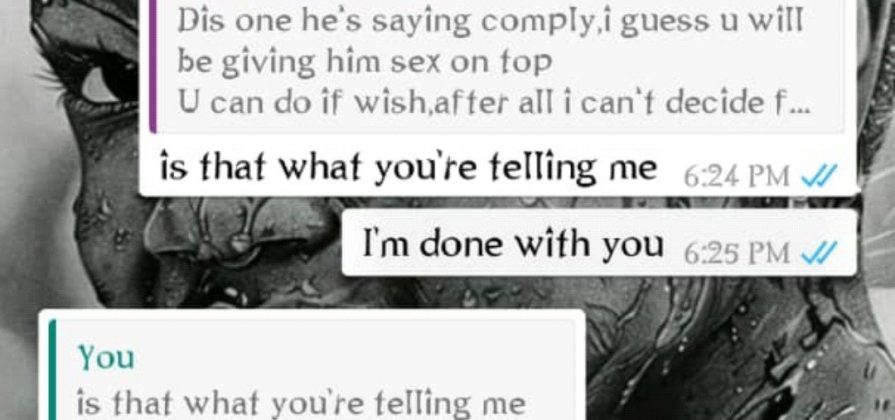 Dis one he's saying comply,i guess u will
be giving him sex on top
U can do if wish,after all i can't decide f...
is that what you're telling me 6:24 PM
I'm done with you 6:25 PM
You
is that what you're telling me